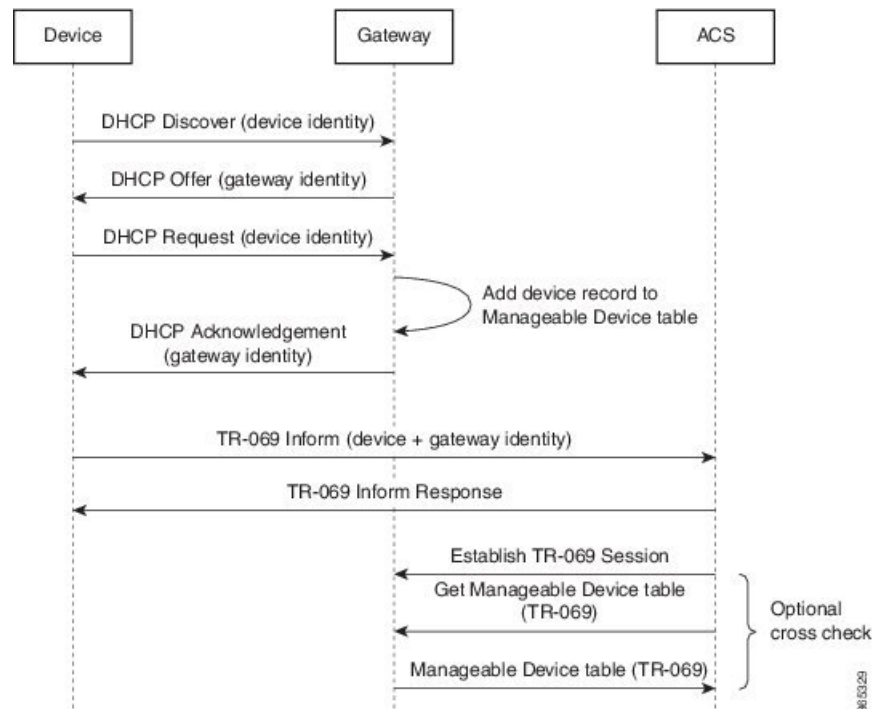 Device
Gateway
ACS
DHCP Discover (device identity)
DHCP Offer (gateway identity)
DHCP Request (device identity)
Add device record to
Manageable Device table
DHCP Acknowledgement
(gateway identity)
TR-069 Inform (device + gateway identity)
TR-069 Inform Response
Establish TR-069 Session
Get Manageable Device table
(TR-069)
Optional
cross check
Manageable Device table (TR-069)